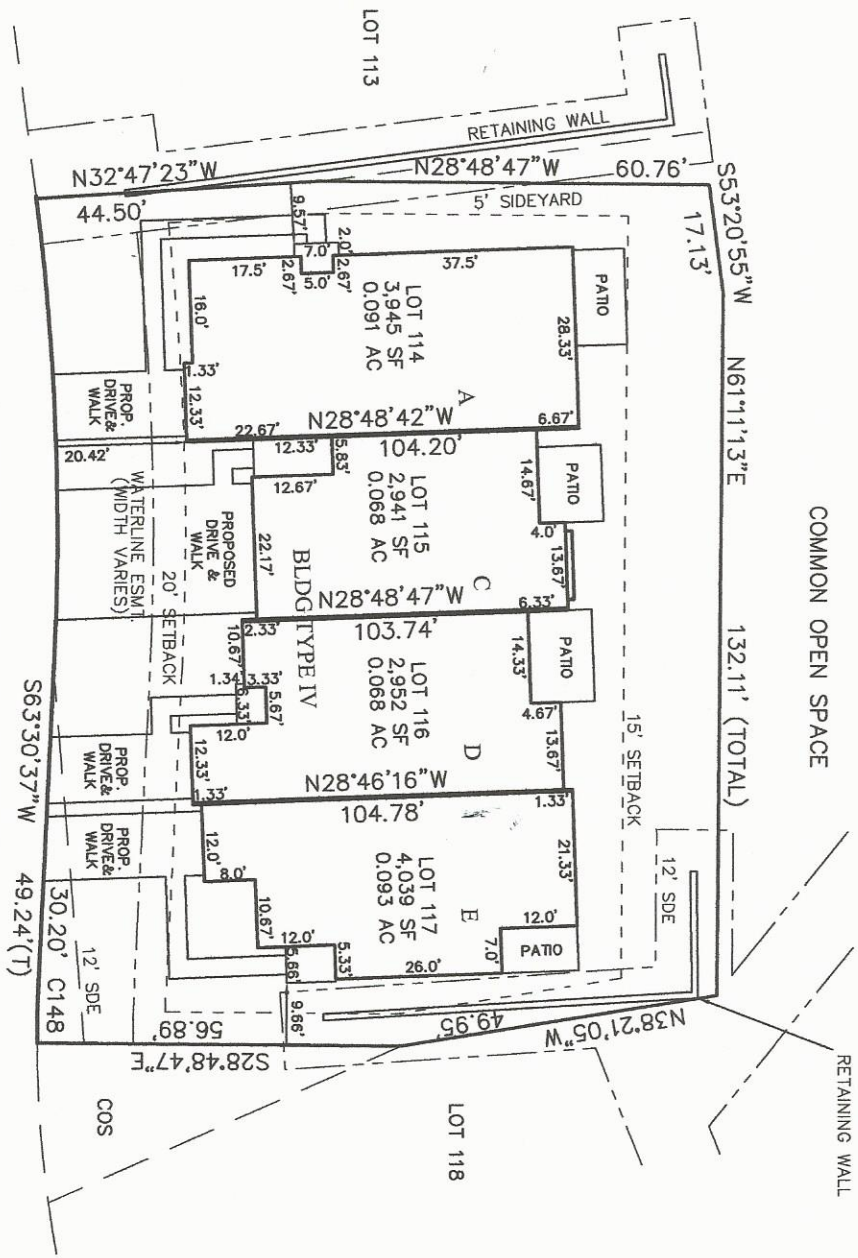 COMMON OPEN SPACE
LOT 113
RETAINING WALL
N32°47'23"W
44.50'
N28°48'47"W
60.76'
S53°20'55"W
17.13'
N61°11'13"E
132.11' (TOTAL)
5' SIDEYARD
15' SETBACK
12' SDE
RETAINING WALL
9.57'
2.0'
7.0'
2.67'
5.0'
2.67'
17.5'
37.5'
PATIO
28.33'
LOT 114
3,945 SF
0.091 AC
A
16.0'
1.33'
12.33'
PROP.
DRIVE&
WALK
N28°48'42"W
104.20'
22.67'
6.67'
20.42'
12.33'
5.83'
12.67'
14.67'
PATIO
4.0'
13.67'
LOT 115
2,941 SF
0.068 AC
C
22.17'
PROPOSED
DRIVE &
WALK
WATERLINE ESMT.
(WIDTH VARIES)
20' SETBACK
BLDG TYPE IV
N28°48'47"W
103.74'
6.33'
2.33'
10.67'
1.34'
3.33'
6.33'
5.67'
12.0'
12.33'
1.33'
14.33'
PATIO
4.67'
13.67'
LOT 116
2,952 SF
0.068 AC
D
PROP.
DRIVE&
WALK
N28°46'16"W
104.78'
1.33'
21.33'
12.0'
7.0'
PATIO
LOT 117
4,039 SF
0.093 AC
E
12.0'
8.0'
10.67'
12.0'
5.66'
5.33'
26.0'
9.66'
PROP.
DRIVE&
WALK
S63°30'37"W
49.24'(T)
30.20' C148
12' SDE
56.89'
S28°48'47"E
49.95'
N38°21'05"W
COS
LOT 118